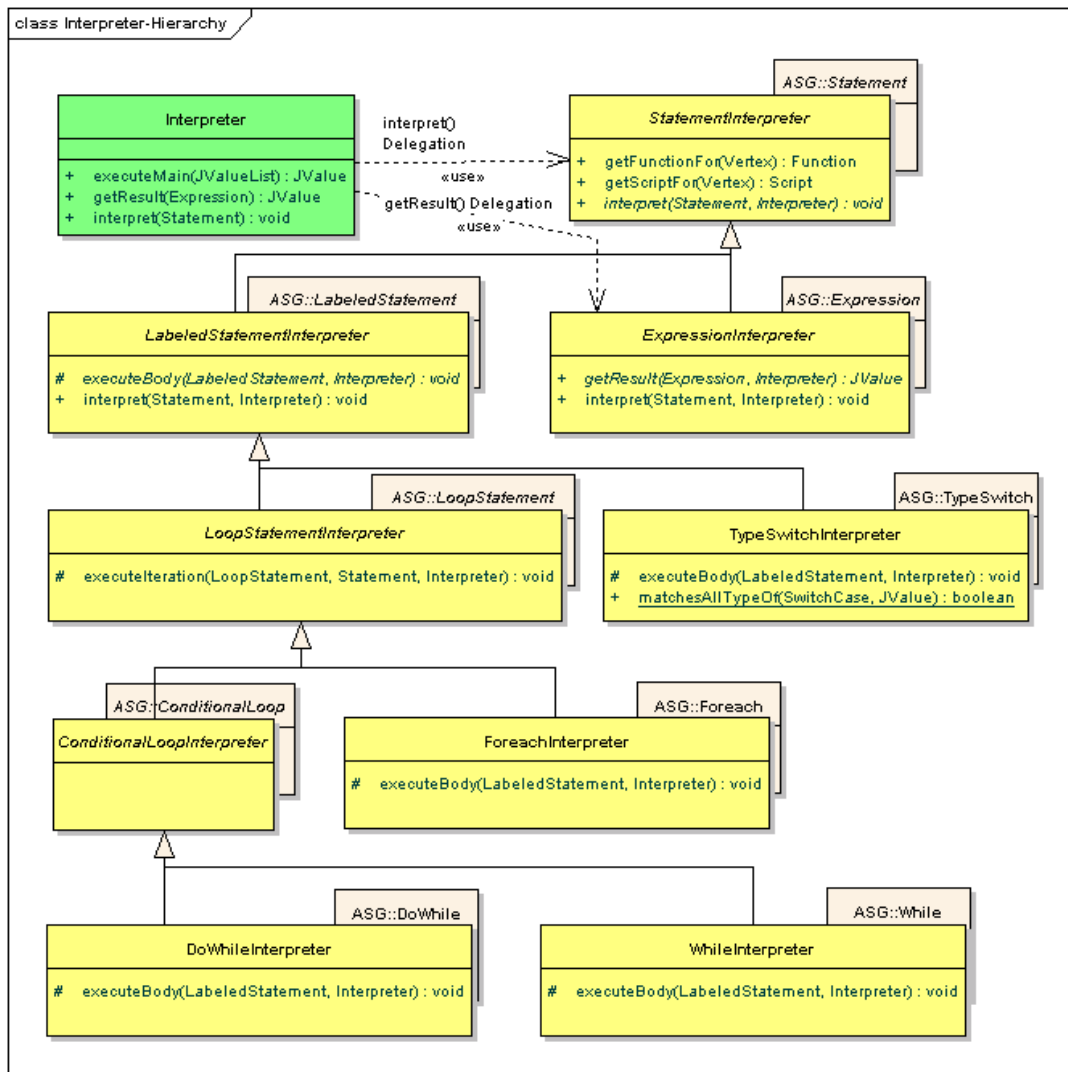 class Interpreter-Hierarchy
ASG::Statement
Interpreter
+ executeMain(JValueList) : JValue
+ getResult(Expression) : JValue
+ interpret(Statement) : void
interpret()
Delegation
«use»
getResult() Delegation
«use»
StatementInterpreter
+ getFunctionFor(Vertex) : Function
+ getScriptFor(Vertex) : Script
+ interpret(Statement, Interpreter) : void
ASG::LabeledStatement
LabeledStatementInterpreter
# executeBody(LabeledStatement, Interpreter) : void
+ interpret(Statement, Interpreter) : void
ASG::Expression
ExpressionInterpreter
+ getResult(Expression, Interpreter) : JValue
+ interpret(Statement, Interpreter) : void
ASG::LoopStatement
LoopStatementInterpreter
# executeIteration(LoopStatement, Statement, Interpreter) : void
ASG::TypeSwitch
TypeSwitchInterpreter
# executeBody(LabeledStatement, Interpreter) : void
+ matchesAllTypeOf(SwitchCase, JValue) : boolean
ASG::ConditionalLoop
ConditionalLoopInterpreter
ASG::Foreach
ForeachInterpreter
# executeBody(LabeledStatement, Interpreter) : void
ASG::DoWhile
DoWhileInterpreter
# executeBody(LabeledStatement, Interpreter) : void
ASG::While
WhileInterpreter
# executeBody(LabeledStatement, Interpreter) : void